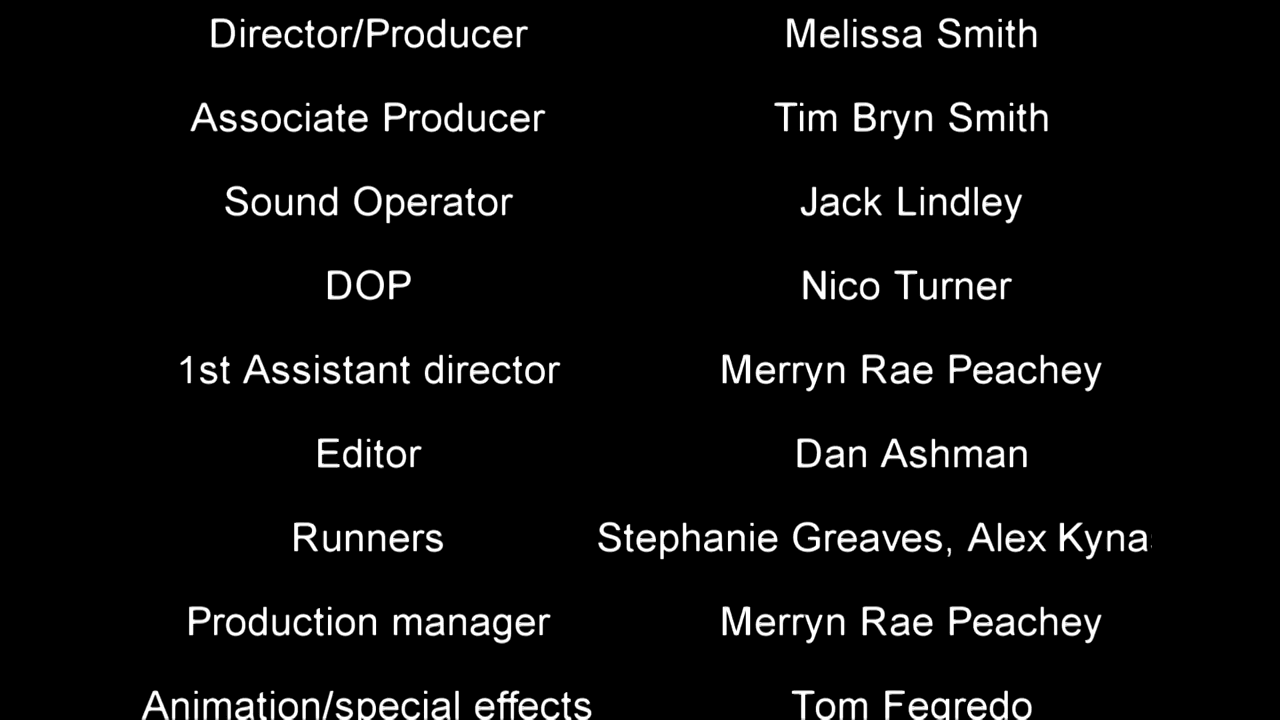 Director/Producer Melissa Smith
Associate Producer Tim Bryn Smith
Sound Operator Jack Lindley
DOP Nico Turner
1st Assistant director Merryn Rae Peachey
Editor Dan Ashman
Runners Stephanie Greaves, Alex
Production manager Merryn Rae Peachey
Animation/special effects Tom Fegredo